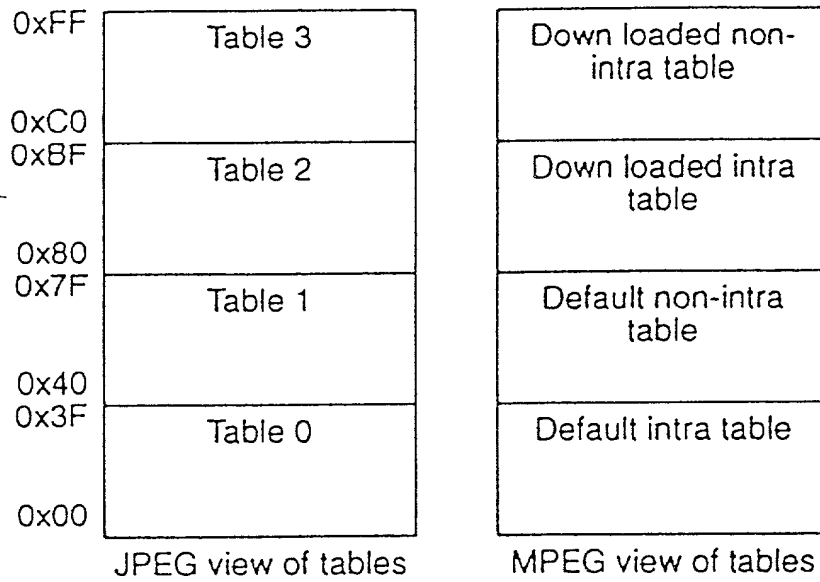 0xFF
Table 3
0xC0
0xBF
Table 2
0x80
0x7F
Table 1
0x40
0x3F
Table 0
0x00
JPEG view of tables
Down loaded non-
intra table
Down loaded intra
table
Default non-intra
table
Default intra table
MPEG view of tables